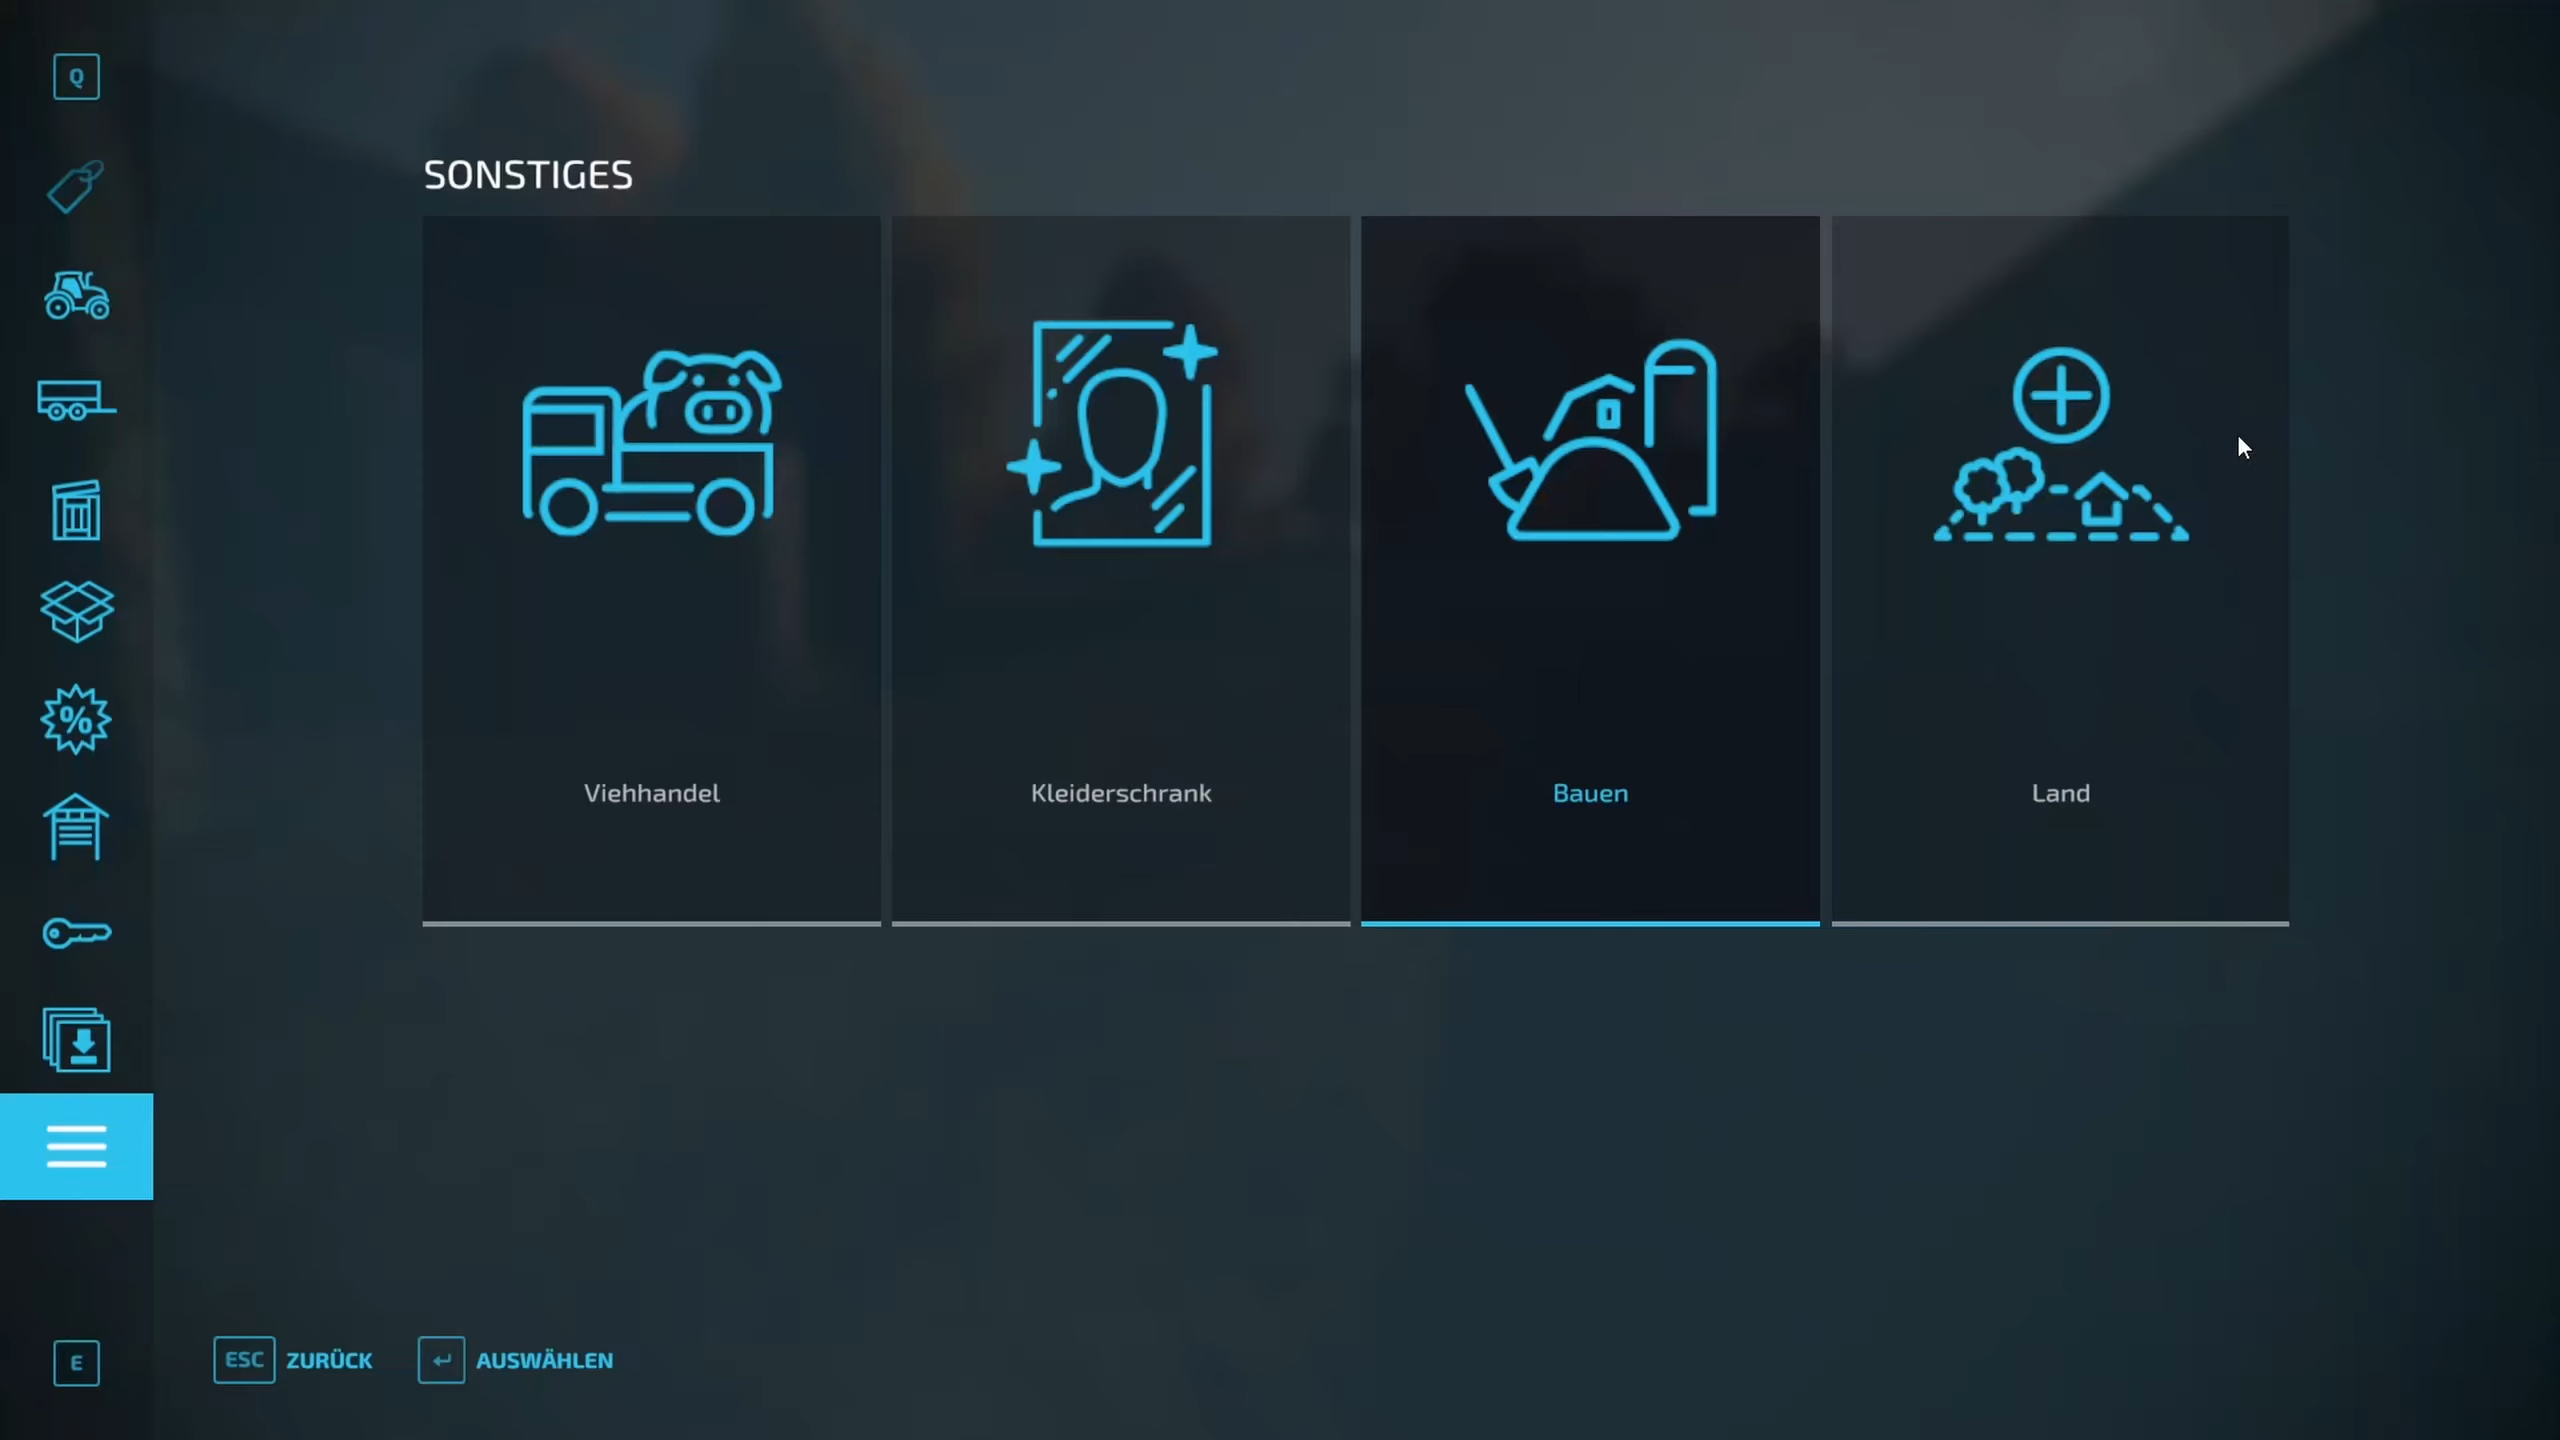 Q
SONSTIGES
Viehhandel
Kleiderschrank
Bauen
Land
E
ESC ZURÜCK
AUSWÄHLEN